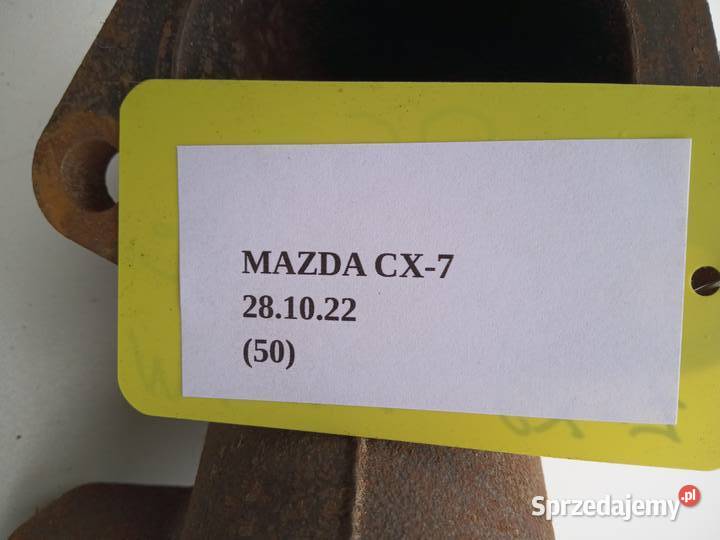 MAZDA CX-7
28.10.22
(50)
Sprzedajemy.pl